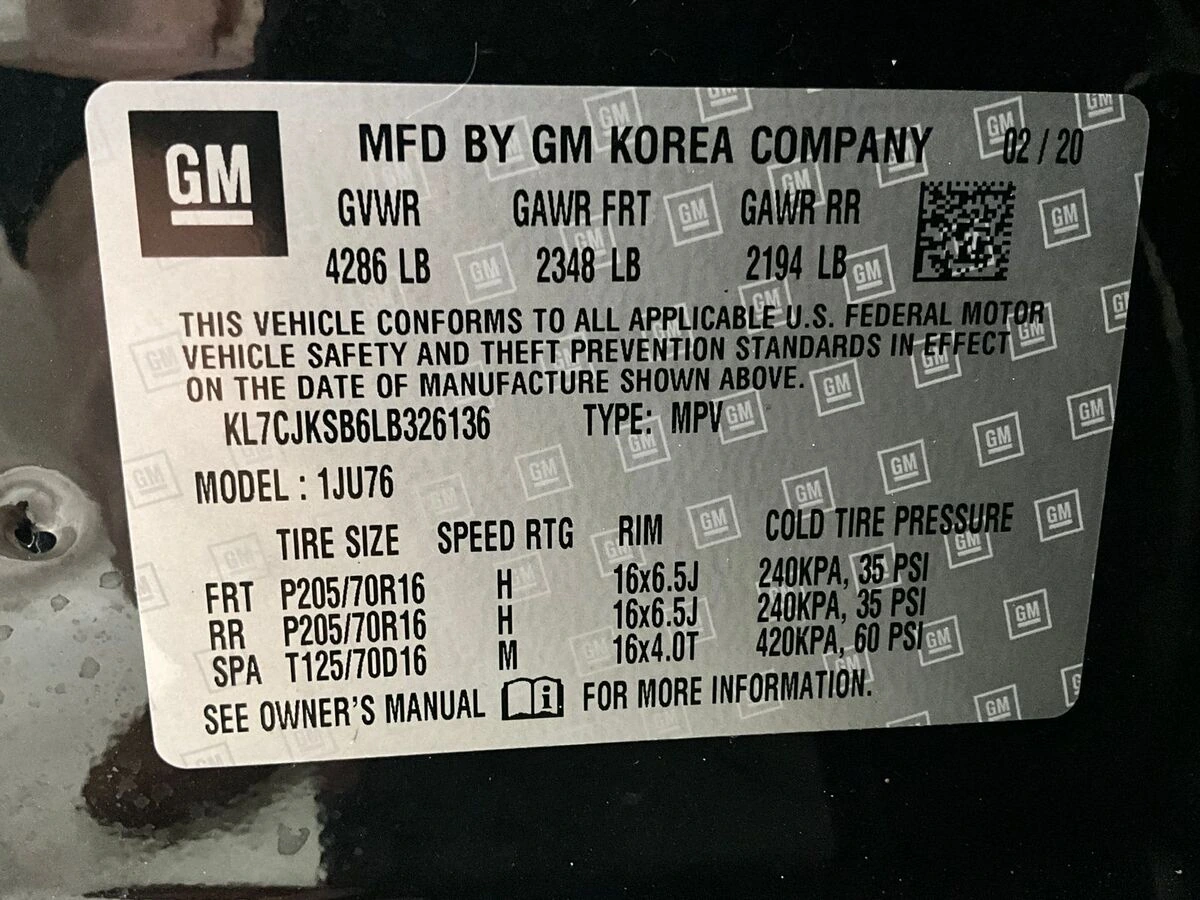 GM
MFD BY GM KOREA COMPANY 02 / 20
GVWR GAWR FRT GAWR RR
4286 LB 2348 LB 2194 LB
THIS VEHICLE CONFORMS TO ALL APPLICABLE U.S. FEDERAL MOTOR
VEHICLE SAFETY AND THEFT PREVENTION STANDARDS IN EFFECT
ON THE DATE OF MANUFACTURE SHOWN ABOVE.
KL7CJKSB6LB326136 TYPE: MPV
MODEL : 1JU76
TIRE SIZE SPEED RTG RIM COLD TIRE PRESSURE
FRT P205/70R16 H 16x6.5J 240KPA, 35 PSI
RR P205/70R16 H 16x6.5J 240KPA, 35 PSI
SPA T125/70D16 M 16x4.0T 420KPA, 60 PSI
SEE OWNER'S MANUAL i FOR MORE INFORMATION.